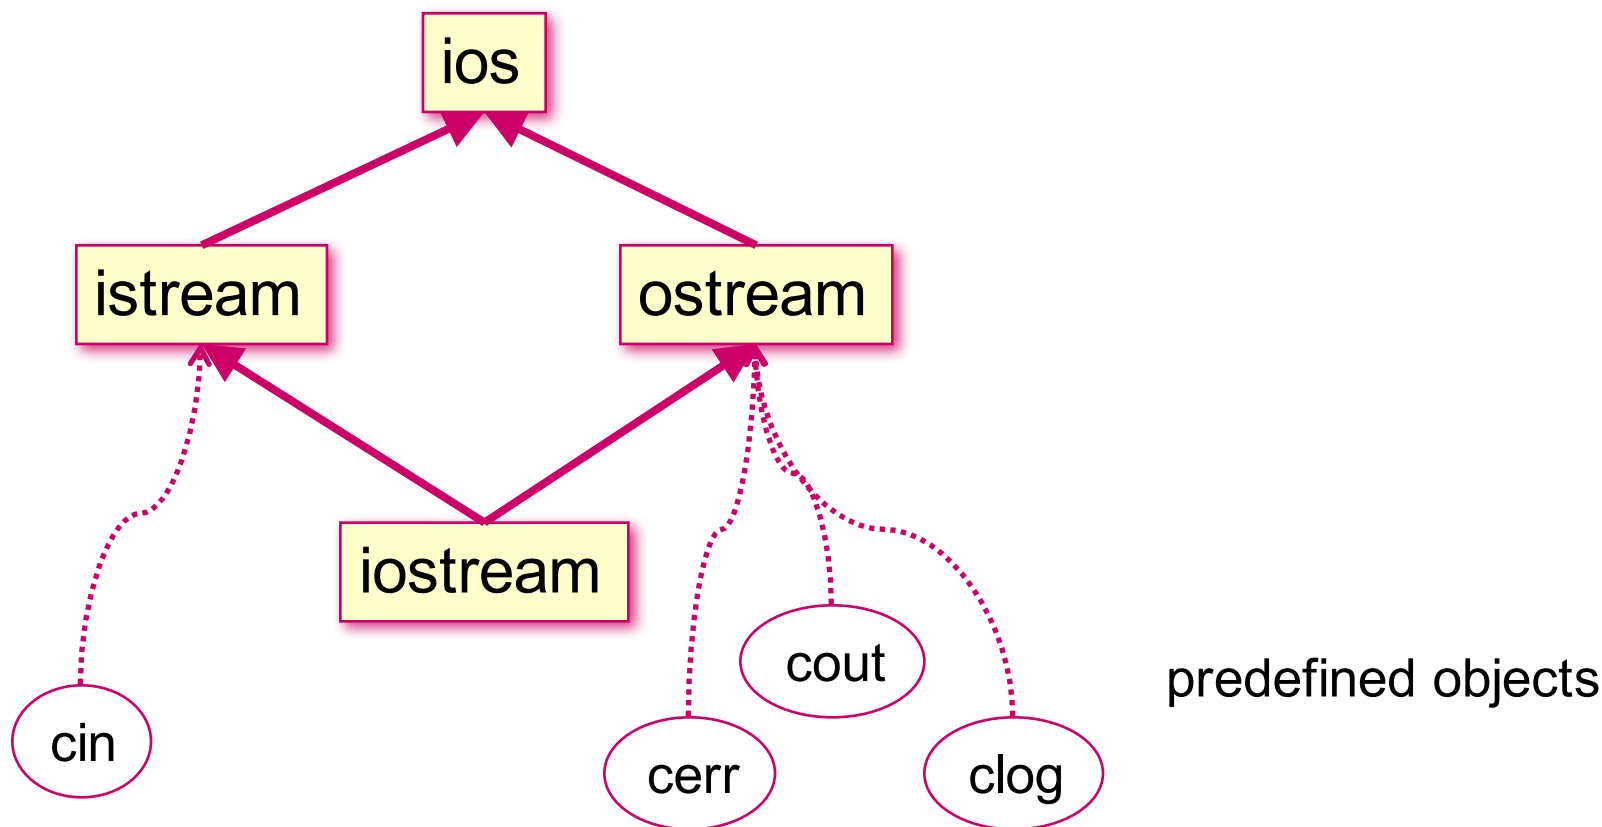 ios
istream
ostream
iostream
cout
predefined objects
cin
cerr
clog